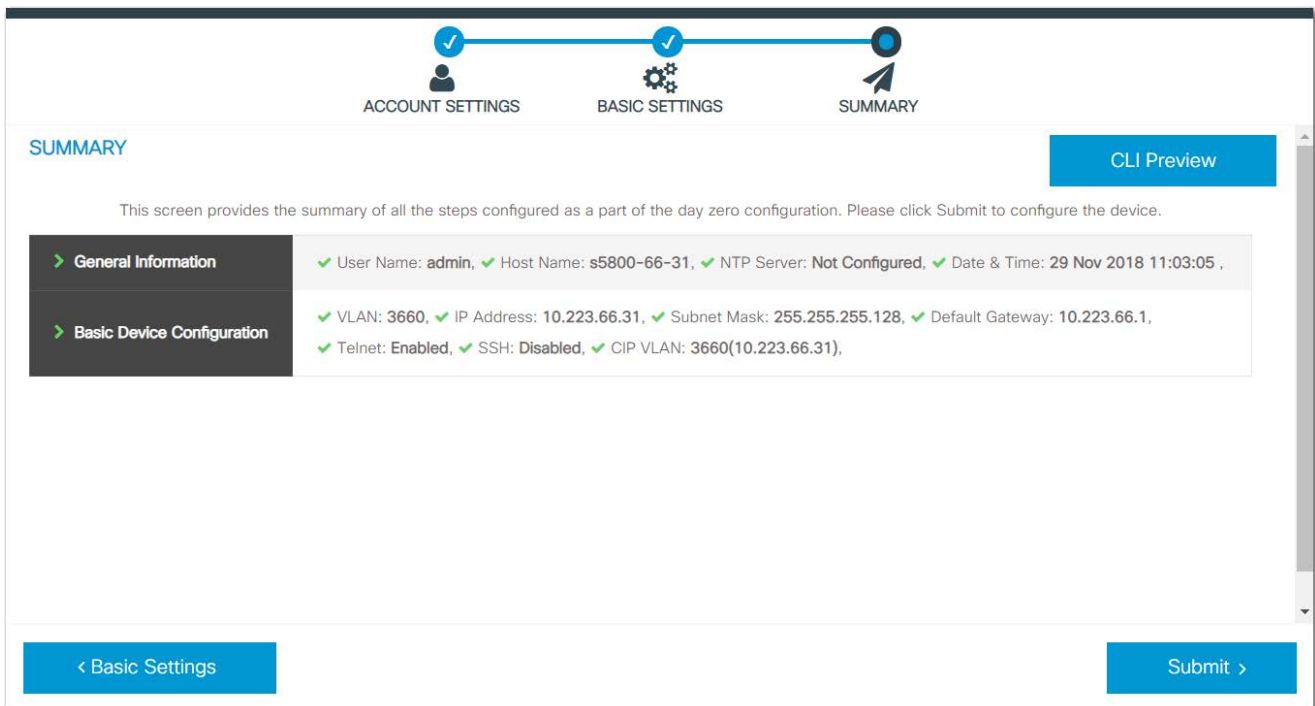 ACCOUNT SETTINGS
BASIC SETTINGS
SUMMARY
SUMMARY
CLI Preview
This screen provides the summary of all the steps configured as a part of the day zero configuration. Please click Submit to configure the device.
General Information
User Name: admin, Host Name: s5800-66-31, NTP Server: Not Configured, Date & Time: 29 Nov 2018 11:03:05 ,
Basic Device Configuration
VLAN: 3660, IP Address: 10.223.66.31, Subnet Mask: 255.255.255.128, Default Gateway: 10.223.66.1,
Telnet: Enabled, SSH: Disabled, CIP VLAN: 3660(10.223.66.31),
< Basic Settings
Submit >